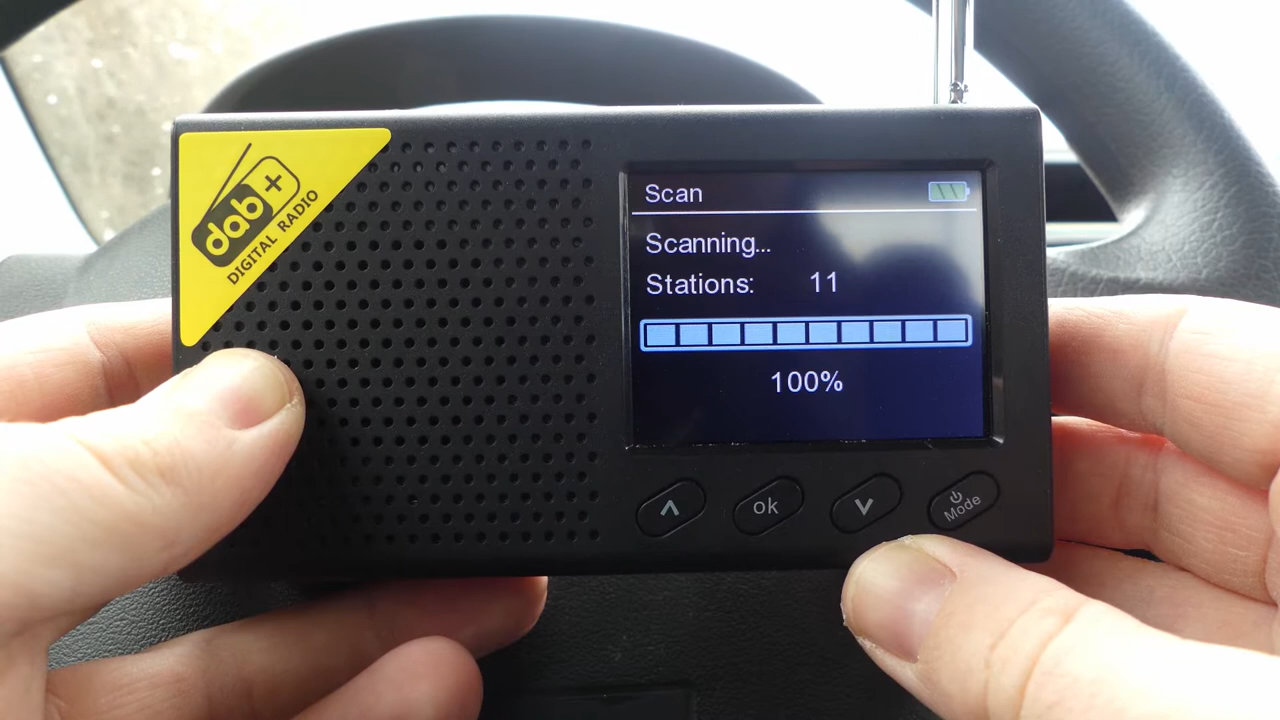 dab+
DIGITAL RADIO
Scan
Scanning...
Stations: 11
100%
ok
Mode